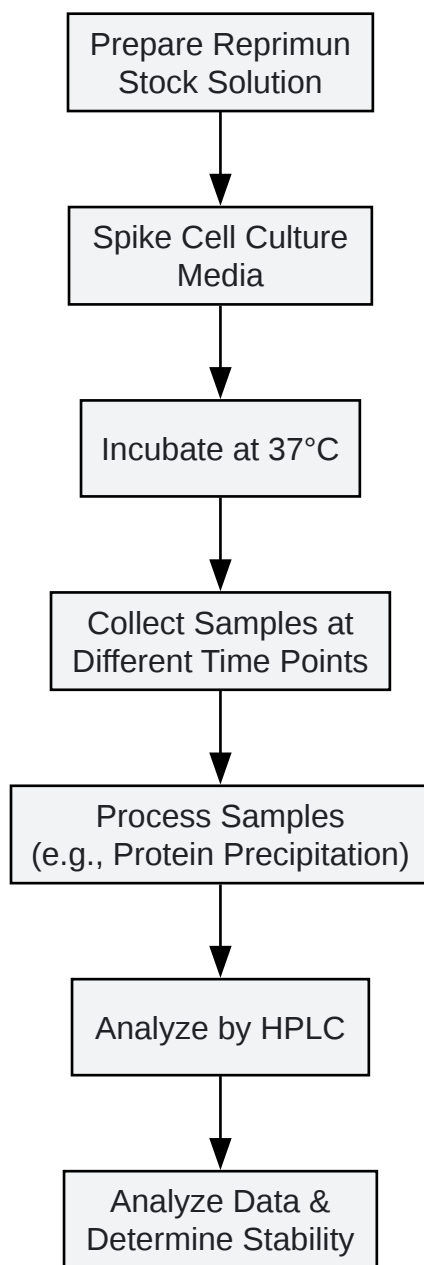 Prepare Reprimun
Stock Solution
Spike Cell Culture
Media
Incubate at 37°C
Collect Samples at
Different Time Points
Process Samples
(e.g., Protein Precipitation)
Analyze by HPLC
Analyze Data &
Determine Stability